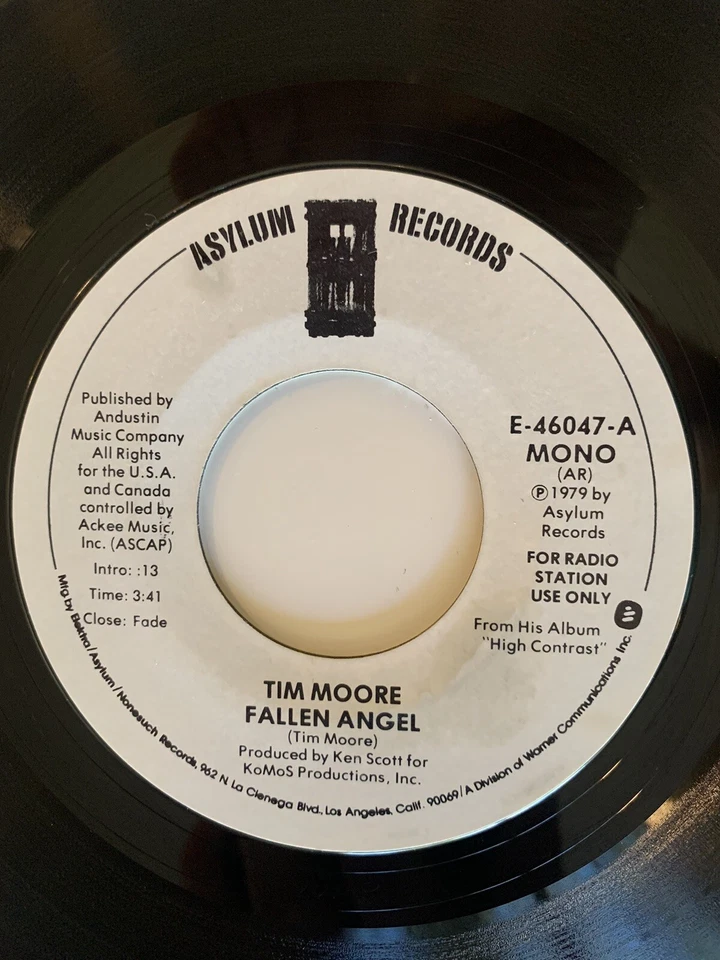 ASYLUM RECORDS
Published by
Andustin
Music Company
All Rights
for the U.S.A.
and Canada
controlled by
Ackee Music,
Inc. (ASCAP)
Intro: :13
Time: 3:41
Close: Fade
E-46047-A
MONO
(AR)
Ⓟ1979 by
Asylum
Records
FOR RADIO
STATION
USE ONLY
From His Album
"High Contrast"
TIM MOORE
FALLEN ANGEL
(Tim Moore)
Produced by Ken Scott for
KoMoS Productions, Inc.
Mfg by Elektra/Asylum/Nonesuch Records, 962 N. La Cienega Blvd., Los Angeles, Calif. 90069/A Division of Warner Communications Inc.